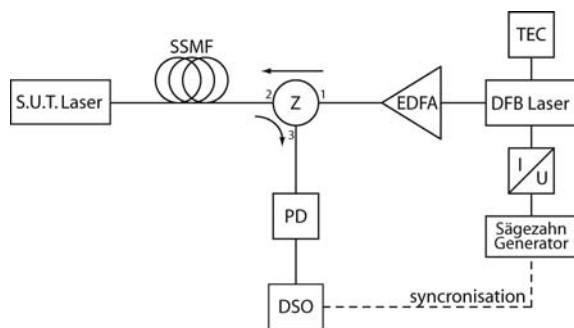 TEC
SSMF
S.U.T. Laser
2
Z
1
3
EDFA
DFB Laser
I
U
PD
Sägezahn
Generator
DSO
syncronisation